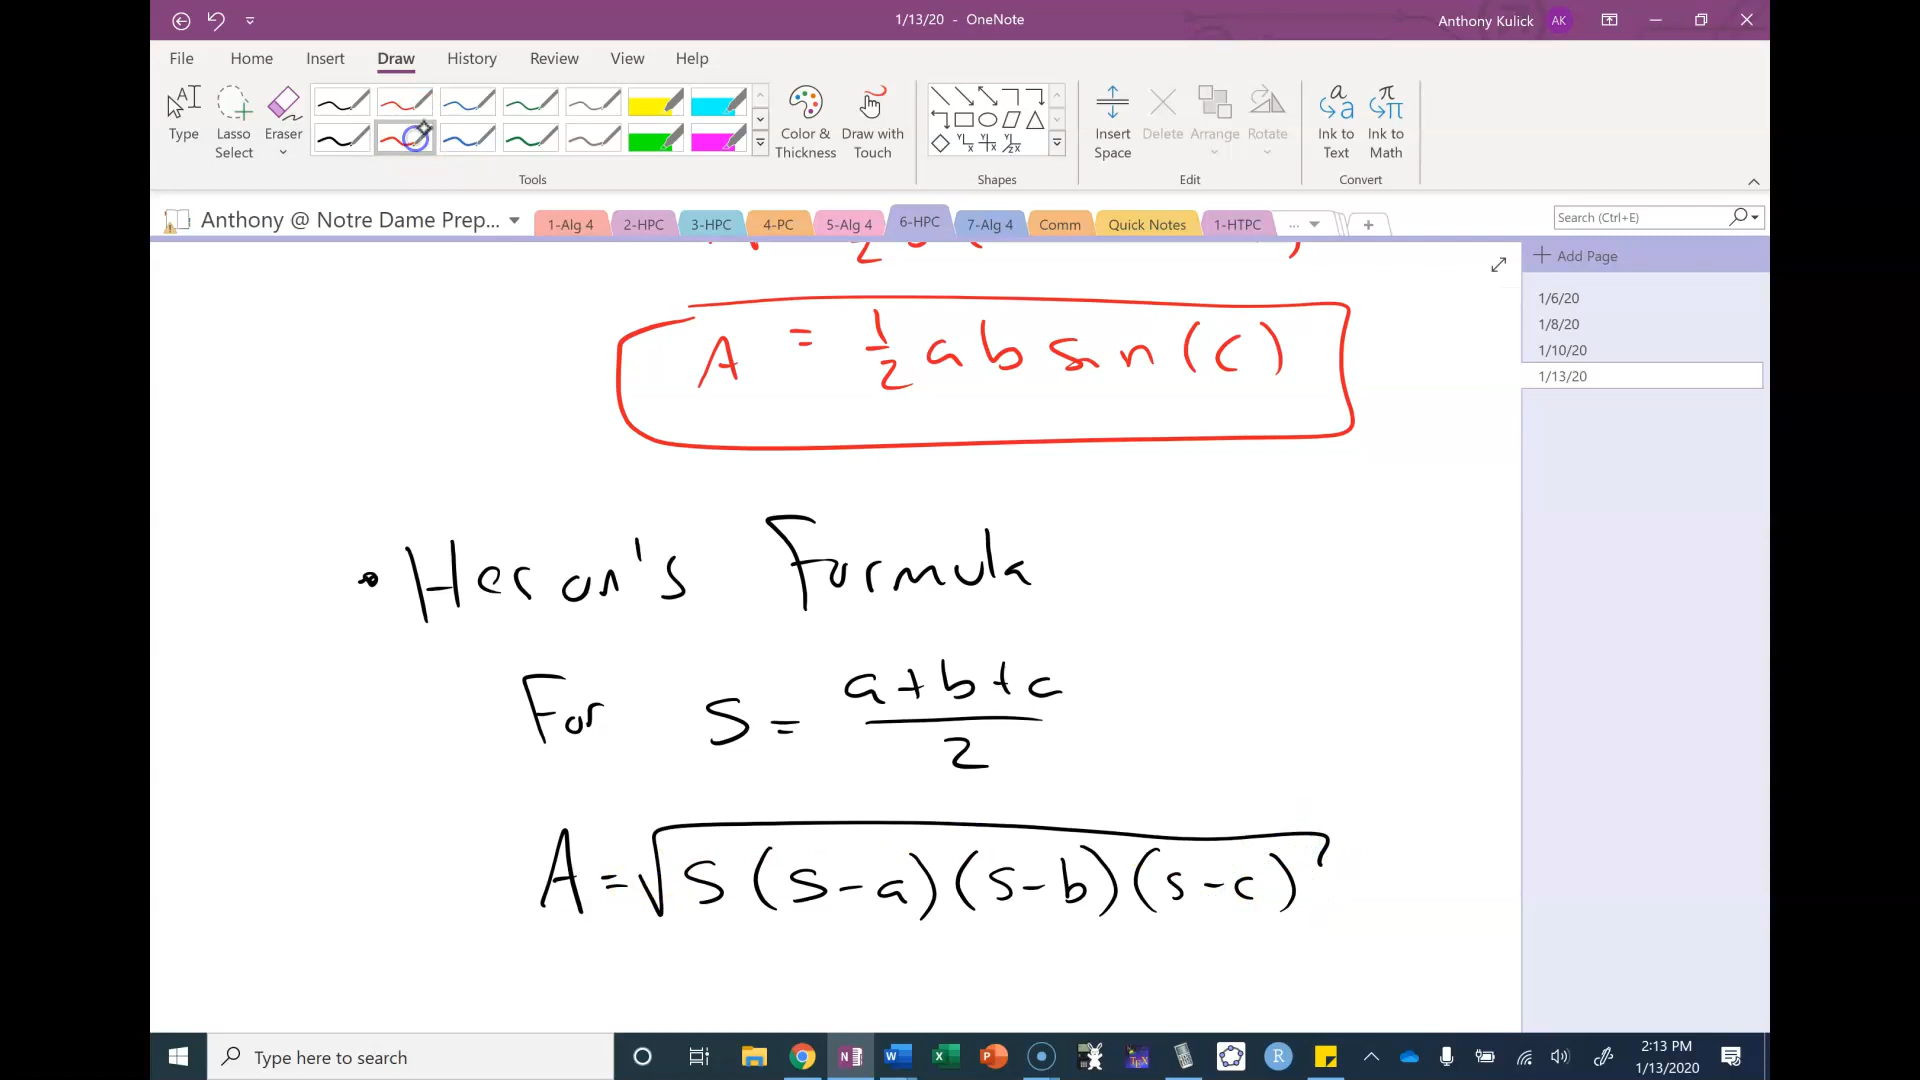 1/13/20 - OneNote
Anthony Kulick AK
File Home Insert Draw History Review View Help
Type
Lasso Select
Eraser
Color & Thickness
Draw with Touch
Insert Space
Delete
Arrange
Rotate
Ink to Text
Ink to Math
Tools Shapes Edit Convert
Anthony @ Notre Dame Prep...
1-Alg 4 2-HPC 3-HPC 4-PC 5-Alg 4 6-HPC 7-Alg 4 Comm Quick Notes 1-HTPC ...
Search (Ctrl+E)
Add Page
1/6/20
1/8/20
1/10/20
1/13/20
A = 1/2 a b sin (c)
• Heron's Formula
For S = (a+b+c)/2
A = √S(S-a)(S-b)(s-c)
Type here to search
2:13 PM
1/13/2020